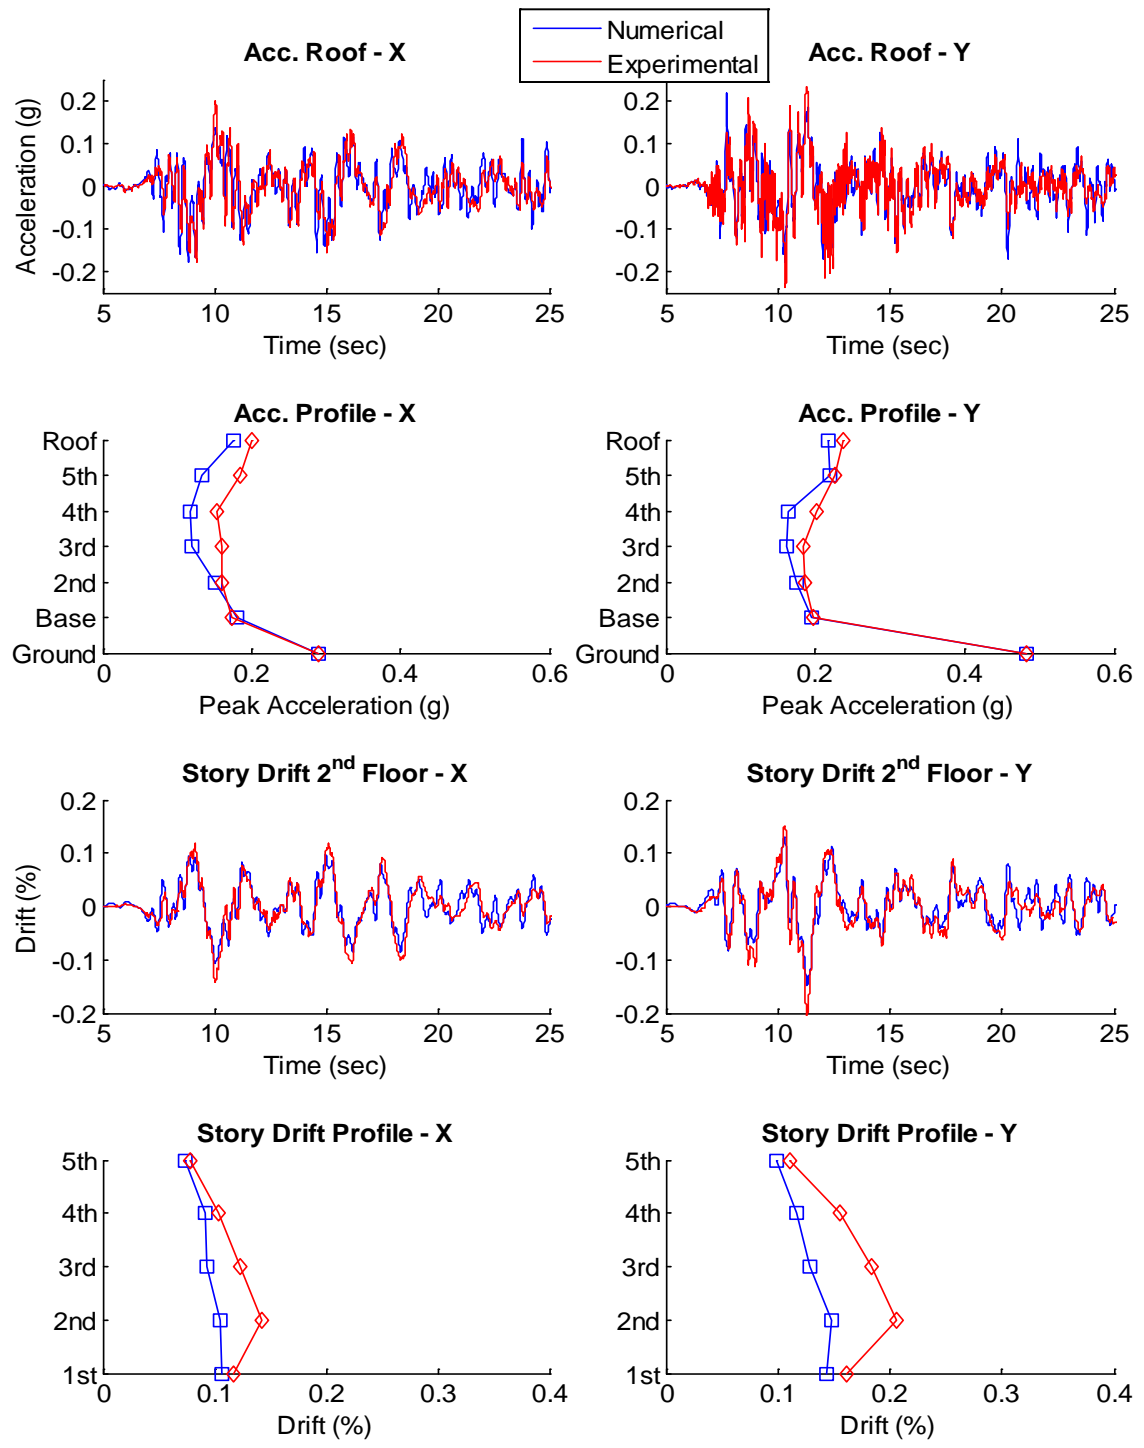 Numerical
Experimental
Acc. Roof - X
Acc. Roof - Y
Acceleration (g)
0.2
0.1
0
-0.1
-0.2
5 10 15 20 25
Time (sec)
0.2
0.1
0
-0.1
-0.2
5 10 15 20 25
Time (sec)
Acc. Profile - X
Roof
5th
4th
3rd
2nd
Base
Ground
0 0.2 0.4 0.6
Peak Acceleration (g)
Acc. Profile - Y
Roof
5th
4th
3rd
2nd
Base
Ground
0 0.2 0.4 0.6
Peak Acceleration (g)
Story Drift 2nd Floor - X
Drift (%)
0.2
0.1
0
-0.1
-0.2
5 10 15 20 25
Time (sec)
Story Drift 2nd Floor - Y
0.2
0.1
0
-0.1
-0.2
5 10 15 20 25
Time (sec)
Story Drift Profile - X
5th
4th
3rd
2nd
1st
0 0.1 0.2 0.3 0.4
Drift (%)
Story Drift Profile - Y
5th
4th
3rd
2nd
1st
0 0.1 0.2 0.3 0.4
Drift (%)